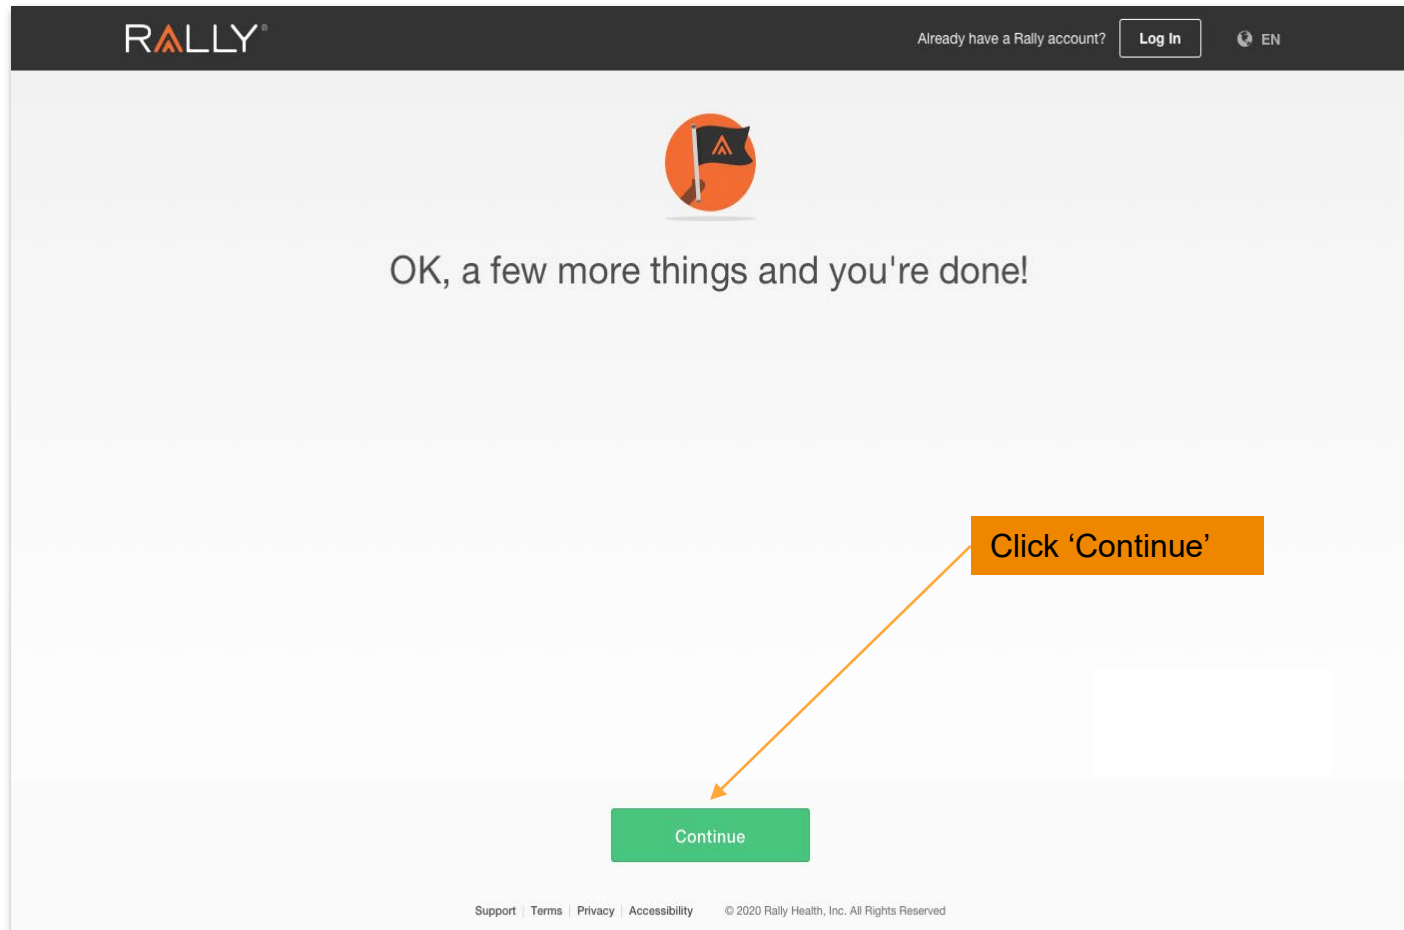 RALLY®
Already have a Rally account? Log In EN
OK, a few more things and you're done!
Click ‘Continue’
Continue
Support | Terms | Privacy | Accessibility © 2020 Rally Health, Inc. All Rights Reserved